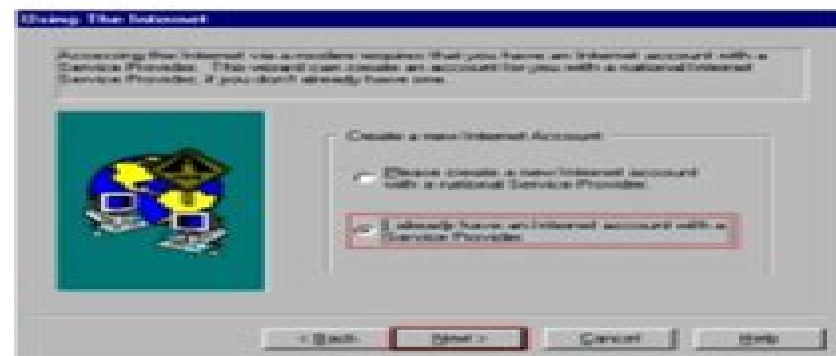 Using The Internet
Accessing the Internet via a modem requires that you have an Internet account with a
Service Provider. This wizard can create an account for you with a national Internet
Service Provider, if you don't already have one.
Create a new Internet Account
Please create a new Internet account
with a national Service Provider.
I already have an Internet account with a
Service Provider.
< Back
Next >
Cancel
Help